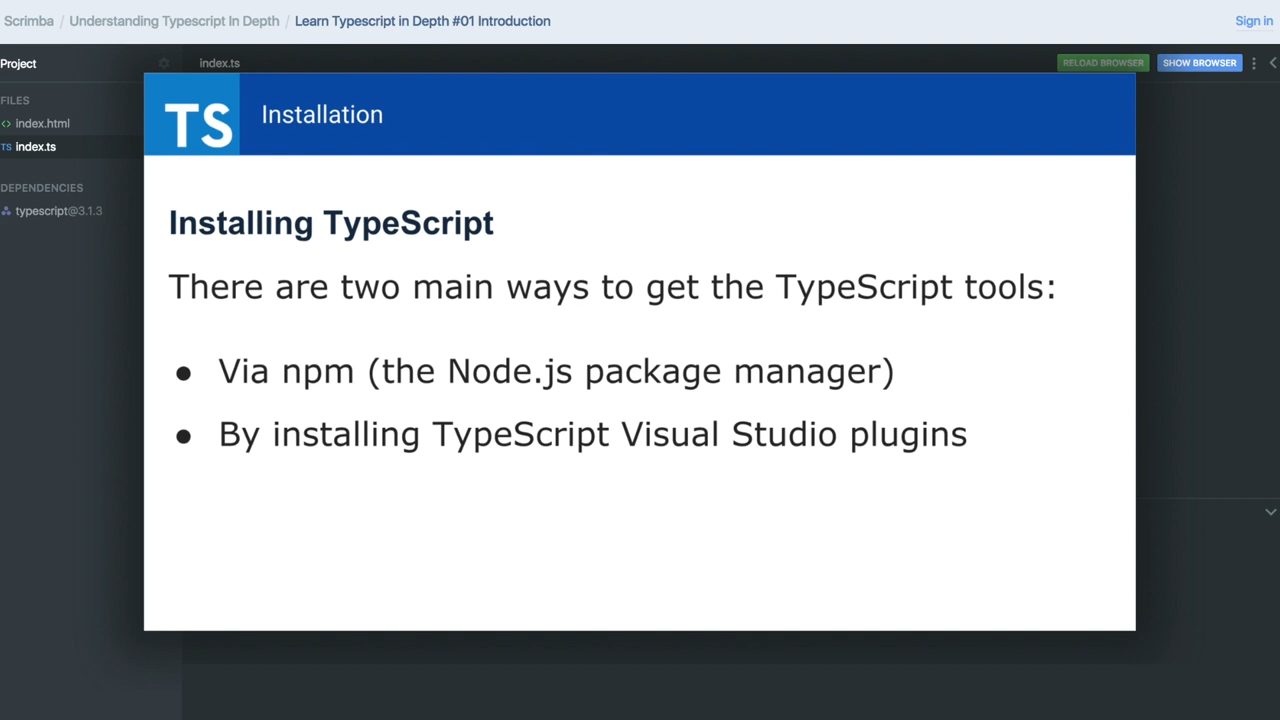 Scrimba / Understanding Typescript In Depth / Learn Typescript in Depth #01 Introduction
Sign in
Project
index.ts
RELOAD BROWSER
SHOW BROWSER
FILES
<> index.html
TS index.ts
DEPENDENCIES
typescript@3.1.3
TS
Installation
Installing TypeScript
There are two main ways to get the TypeScript tools:
● Via npm (the Node.js package manager)
● By installing TypeScript Visual Studio plugins